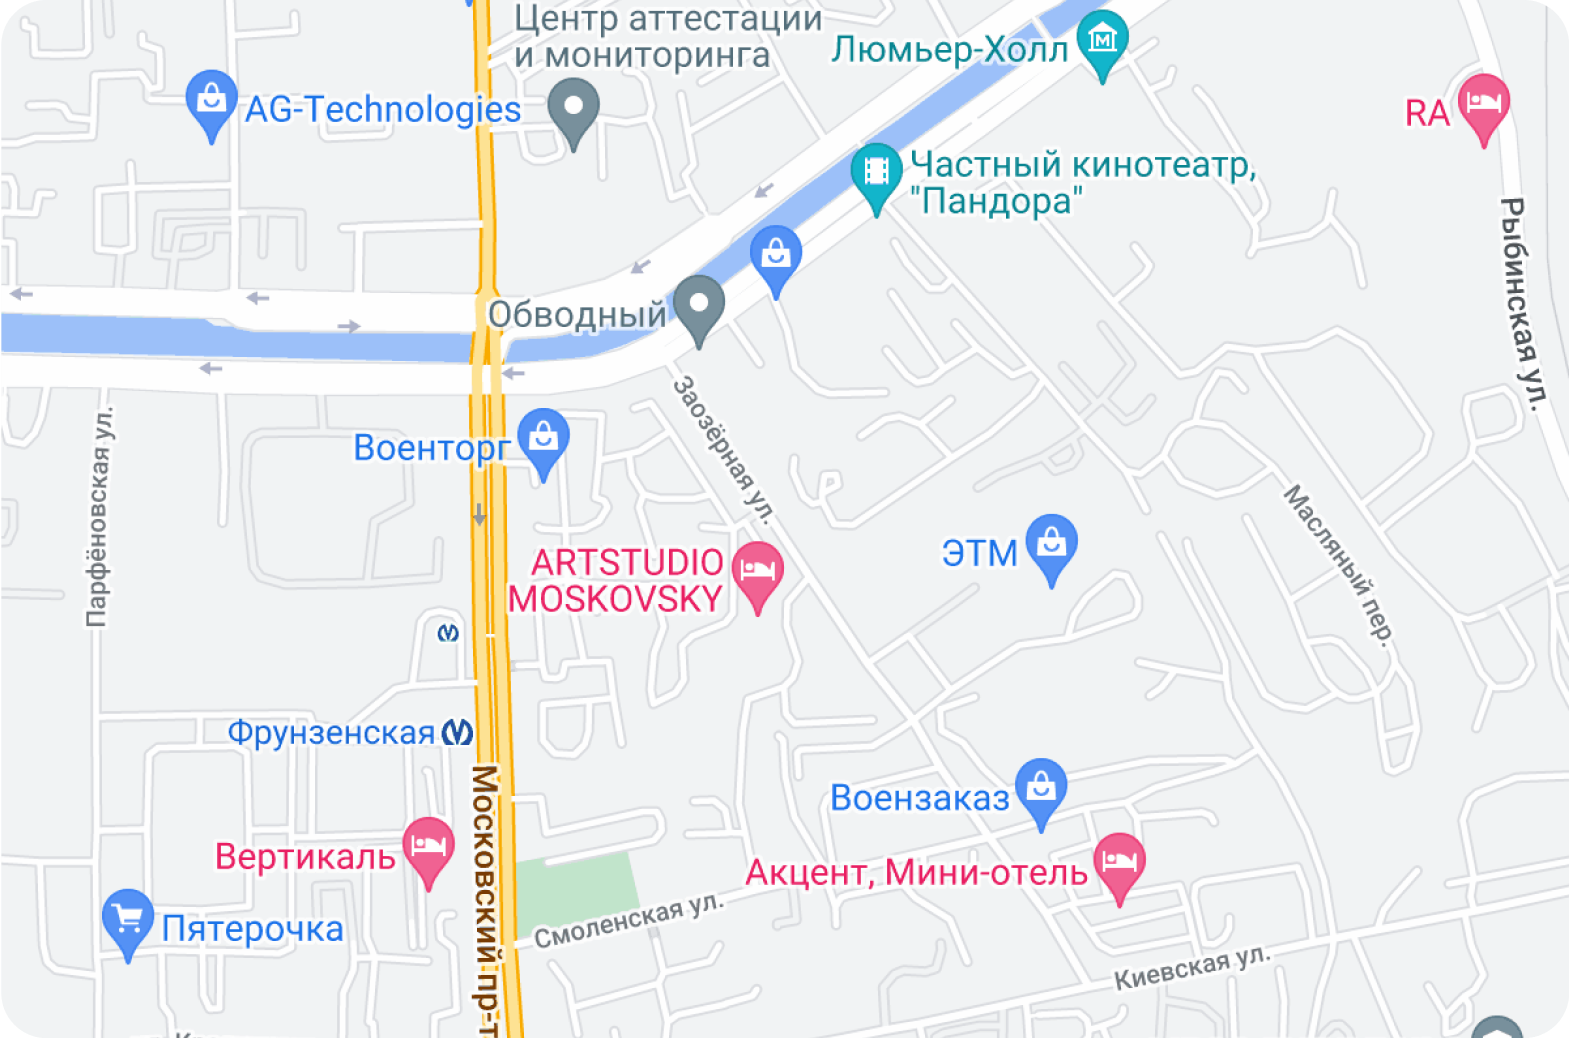 Центр аттестации
и мониторинга
Люмьер-Холл
AG-Technologies
RA
Частный кинотеатр,
"Пандора"
Рыбинская ул.
Обводный
Заозёрная ул.
Парфёновская ул.
Военторг
Масляный пер.
ARTSTUDIO
MOSKOVSKY
ЭТМ
Фрунзенская
Московский пр-т
Воензаказ
Вертикаль
Акцент, Мини-отель
Пятерочка
Смоленская ул.
Киевская ул.